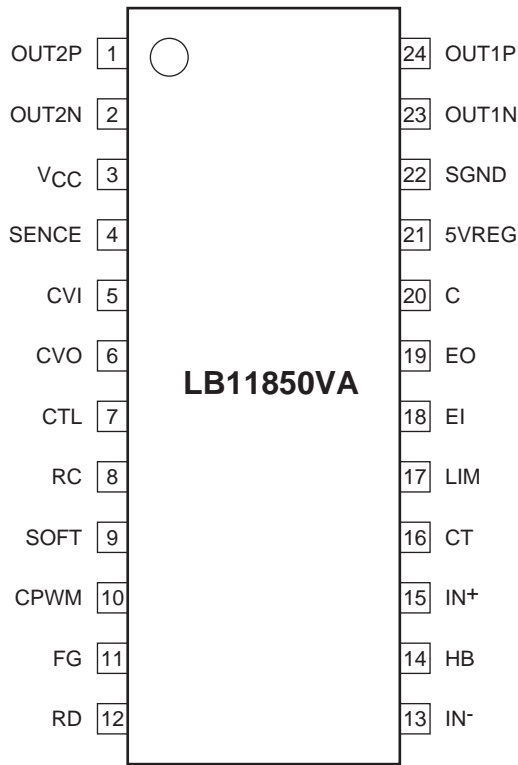 OUT2P 1 24 OUT1P
OUT2N 2 23 OUT1N
VCC 3 22 SGND
SENCE 4 21 5VREG
CVI 5 20 C
CVO 6 19 EO
LB11850VA
CTL 7 18 EI
RC 8 17 LIM
SOFT 9 16 CT
CPWM 10 15 IN+
FG 11 14 HB
RD 12 13 IN-